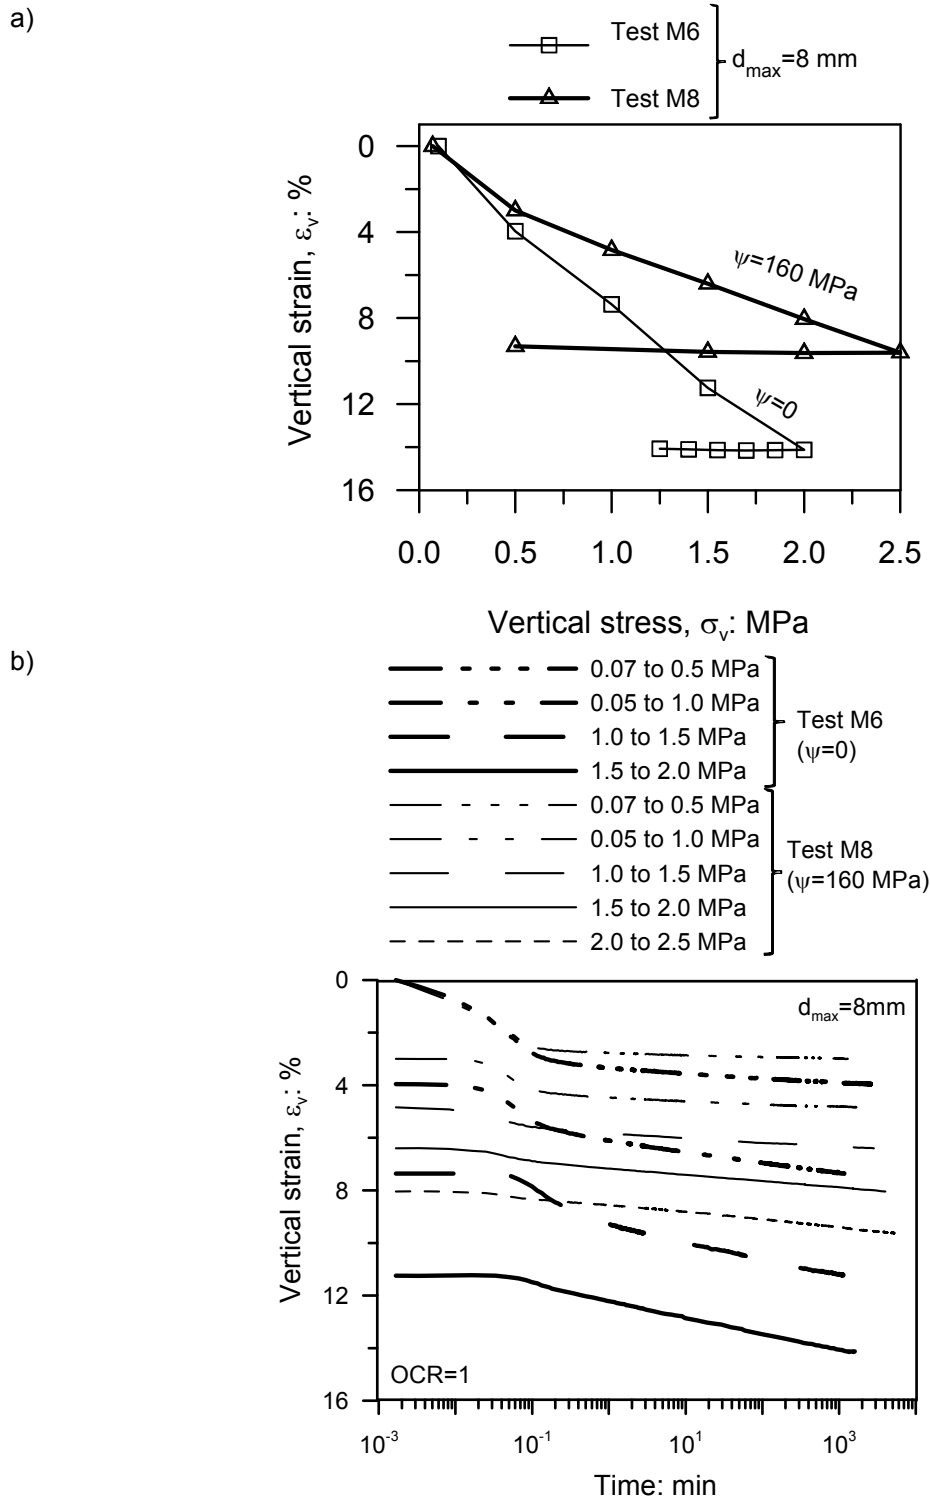 a)
Test M6
Test M8
d_max=8 mm
0
4
8
12
16
Vertical strain, ε_v: %
ψ=160 MPa
ψ=0
0.0 0.5 1.0 1.5 2.0 2.5
Vertical stress, σ_v: MPa
b)
0.07 to 0.5 MPa
0.05 to 1.0 MPa
1.0 to 1.5 MPa
1.5 to 2.0 MPa
Test M6
(ψ=0)
0.07 to 0.5 MPa
0.05 to 1.0 MPa
1.0 to 1.5 MPa
1.5 to 2.0 MPa
2.0 to 2.5 MPa
Test M8
(ψ=160 MPa)
0
4
8
12
16
Vertical strain, ε_v: %
d_max=8mm
OCR=1
10^-3 10^-1 10^1 10^3
Time: min